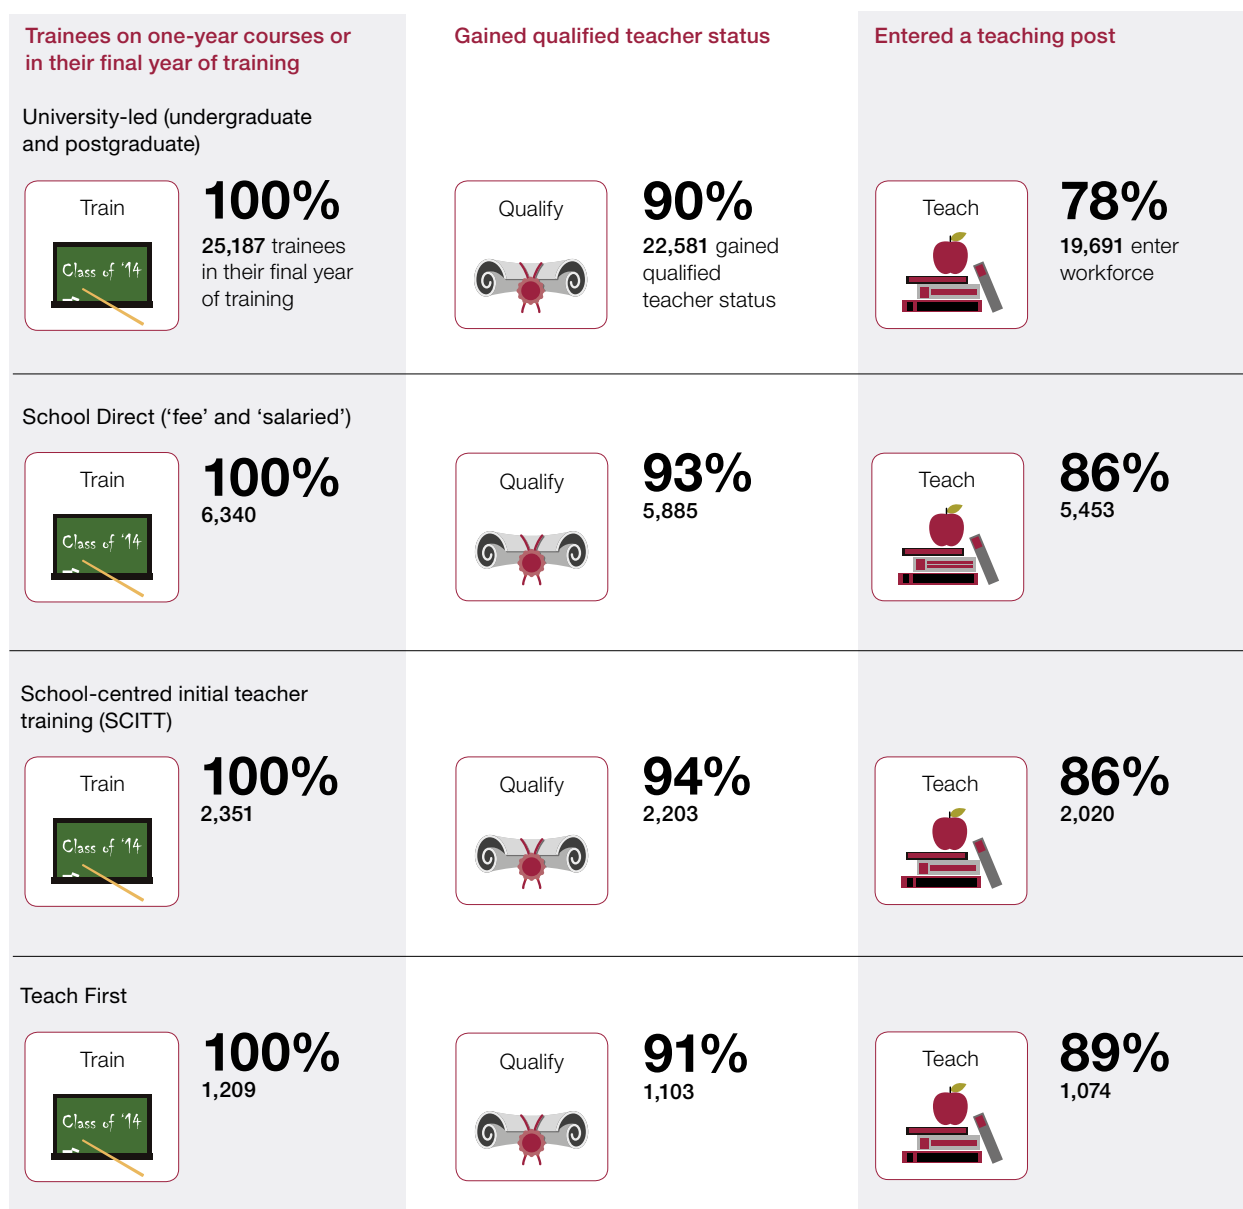 Trainees on one-year courses or
in their final year of training
Gained qualified teacher status
Entered a teaching post
University-led (undergraduate
and postgraduate)
Train
Class of '14
100%
25,187 trainees
in their final year
of training
Qualify
90%
22,581 gained
qualified
teacher status
Teach
78%
19,691 enter
workforce
School Direct (‘fee’ and ‘salaried’)
Train
Class of '14
100%
6,340
Qualify
93%
5,885
Teach
86%
5,453
School-centred initial teacher
training (SCITT)
Train
Class of '14
100%
2,351
Qualify
94%
2,203
Teach
86%
2,020
Teach First
Train
Class of '14
100%
1,209
Qualify
91%
1,103
Teach
89%
1,074